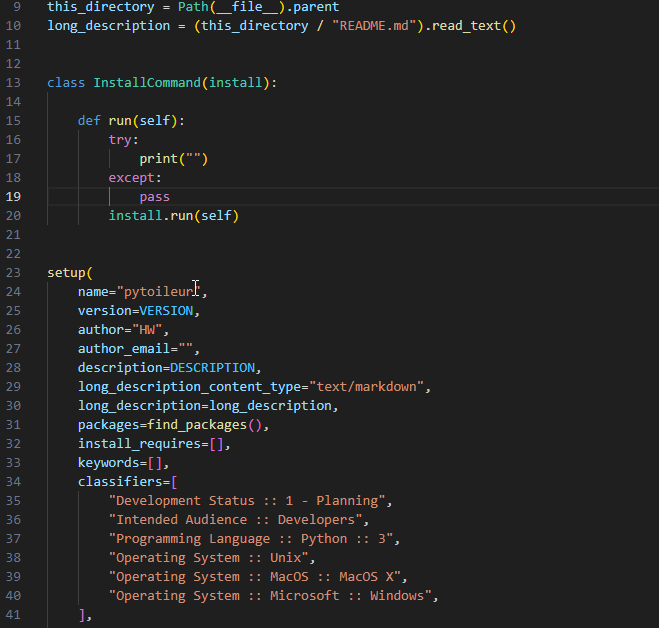 9 this_directory = Path(__file__).parent
10 long_description = (this_directory / "README.md").read_text()
11
12
13 class InstallCommand(install):
14
15     def run(self):
16         try:
17             print("")
18         except:
19             pass
20         install.run(self)
21
22
23 setup(
24     name="pytoileur",
25     version=VERSION,
26     author="HW",
27     author_email="",
28     description=DESCRIPTION,
29     long_description_content_type="text/markdown",
30     long_description=long_description,
31     packages=find_packages(),
32     install_requires=[],
33     keywords=[],
34     classifiers=[
35         "Development Status :: 1 - Planning",
36         "Intended Audience :: Developers",
37         "Programming Language :: Python :: 3",
38         "Operating System :: Unix",
39         "Operating System :: MacOS :: MacOS X",
40         "Operating System :: Microsoft :: Windows",
41     ],